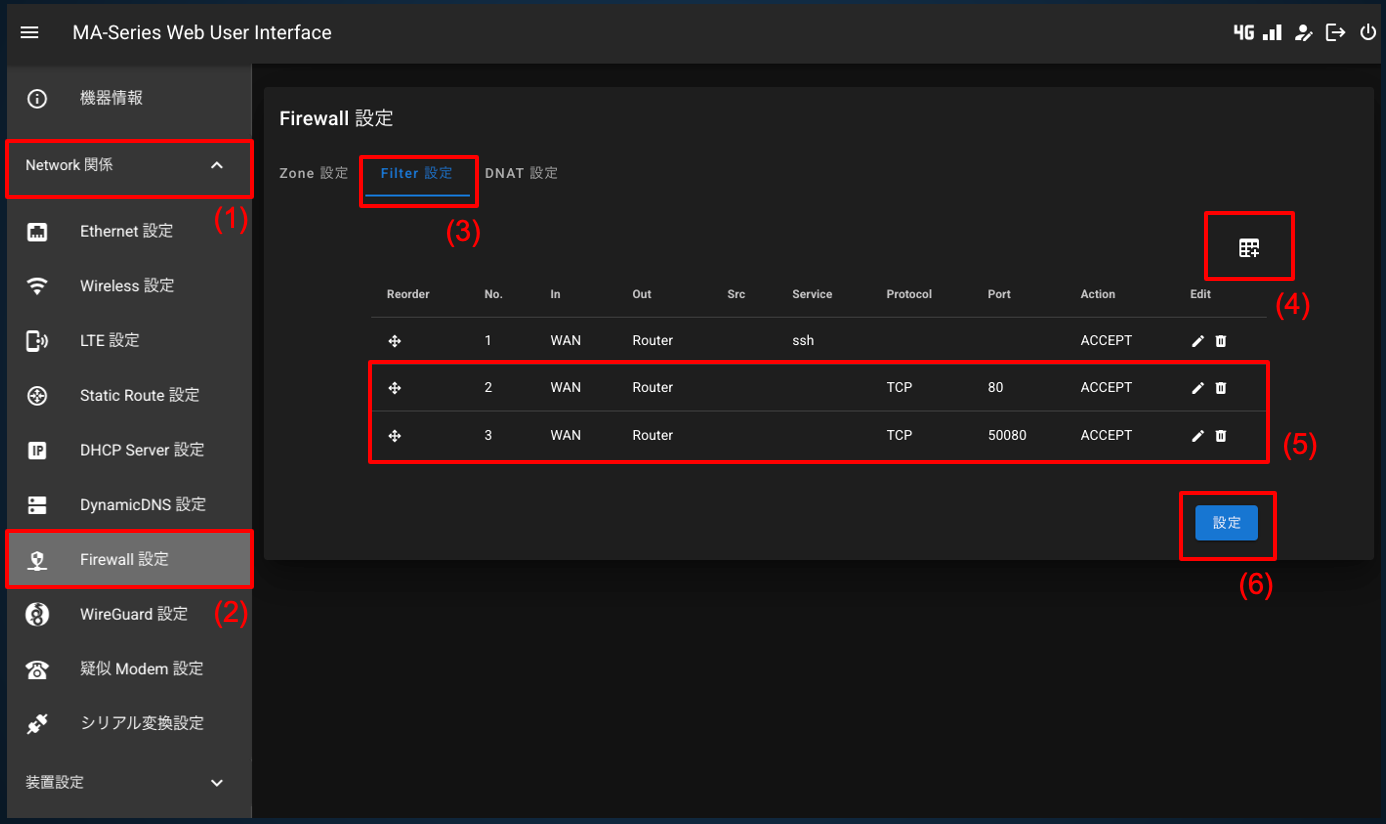 MA-Series Web User Interface
4G
機器情報
Network 関係
(1)
Ethernet 設定
Wireless 設定
LTE 設定
Static Route 設定
IP
DHCP Server 設定
DynamicDNS 設定
Firewall 設定
(2)
WireGuard 設定
疑似 Modem 設定
シリアル変換設定
装置設定
Firewall 設定
Zone 設定 Filter 設定 DNAT 設定
(3)
(4)
Reorder No. In Out Src Service Protocol Port Action Edit
1 WAN Router ssh ACCEPT
2 WAN Router TCP 80 ACCEPT
3 WAN Router TCP 50080 ACCEPT
(5)
設定
(6)